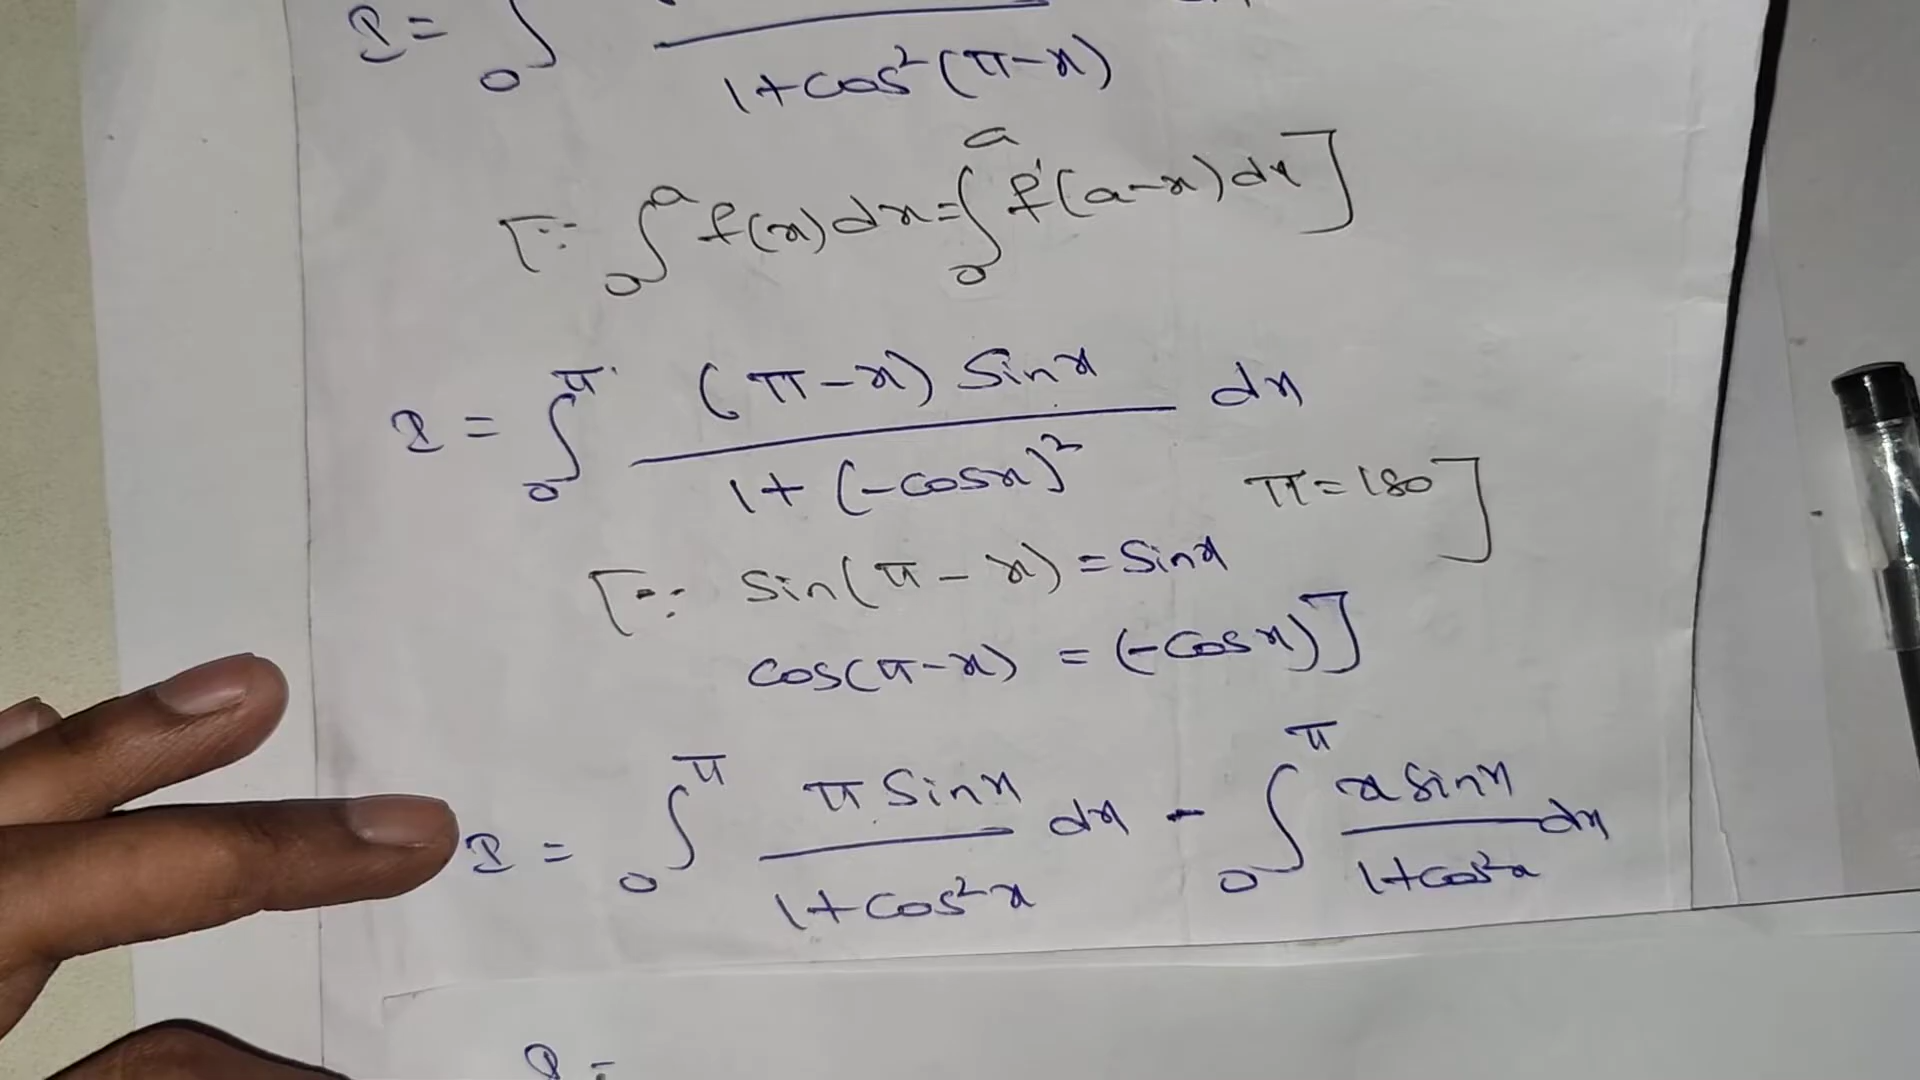 I = ∫₀
1+cos²(π-x)
[∵ ∫₀ᵃ f(x)dx = ∫₀ᵃ f(a-x)dx]
I = ∫₀^π (π-x) Sinx / 1+(-cosx)² dx
π=180]
[∵ Sin(π-x) = Sinx
cos(π-x) = (-Cosx)]
I = ∫₀^π π Sinx / 1+cos²x dx - ∫₀^π x Sinx / 1+cos²x dx
I =